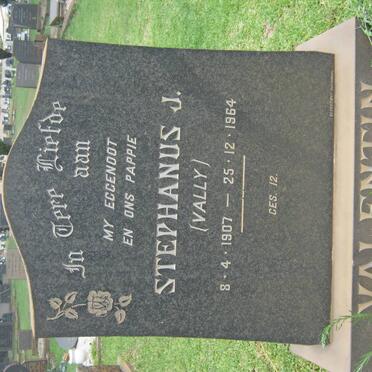 In Tere Liefde
aan
MY EGGENOOT
EN ONS PAPPIE
STEPHANUS J.
(VALLY)
8·4·1907 — 25·12·1964
GES. 12.
VALENTIN